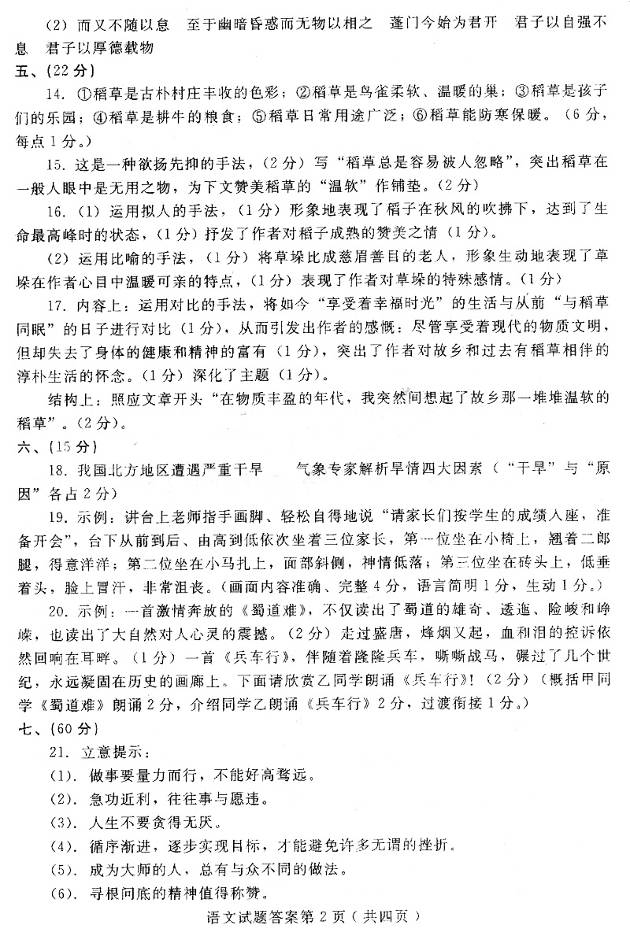 （2）而又不随以怠　至于幽暗昏惑而无物以相之　蓬门今始为君开　君子以自强不
息　君子以厚德载物
五、(22分)
14．①稻草是古朴村庄丰收的色彩；②稻草是鸟雀柔软、温暖的巢；③稻草是孩子
们的乐园；④稻草是耕牛的粮食；⑤稻草日常用途广泛；⑥稻草能防寒保暖。（6分，
每点1分。）
15．这是一种欲扬先抑的手法，（2分）写“稻草总是容易被人忽略”，突出稻草在
一般人眼中是无用之物，为下文赞美稻草的“温软”作铺垫。（2分）
16．（1）运用拟人的手法，（1分）形象地表现了稻子在秋风的吹拂下，达到了生
命最高峰时的状态，（1分）抒发了作者对稻子成熟的赞美之情（1分）。
（2）运用比喻的手法，（1分）将草垛比成慈眉善目的老人，形象生动地表现了草
垛在作者心目中温暖可亲的特点，（1分）表现了作者对草垛的特殊感情。（1分）
17．内容上：运用对比的手法，将如今“享受着幸福时光”的生活与从前“与稻草
同眠”的日子进行对比（1分），从而引发出作者的感慨：尽管享受着现代的物质文明，
但却失去了身体的健康和精神的富有（1分），突出了作者对故乡和过去有稻草相伴的
淳朴生活的怀念。（1分）深化了主题（1分）。
结构上：照应文章开头“在物质丰盈的年代，我突然间想起了故乡那一堆堆温软的
稻草”。（2分）。
六、(15分)
18．我国北方地区遭遇严重干旱　　气象专家解析旱情四大因素（“干旱”与“原
因”各占2分）
19．示例：讲台上老师指手画脚、轻松自得地说“请家长们按学生的成绩入座，准
备开会”，台下从前到后、由高到低依次坐着三位家长，第一位坐在小椅上，翘着二郎
腿，得意洋洋；第二位坐在小马扎上，面部斜侧，神情低落；第三位坐在砖头上，低垂
着头，脸上冒汗，非常沮丧。（画面内容准确、完整4分，语言简明1分，生动1分。）
20．示例：一首激情奔放的《蜀道难》，不仅读出了蜀道的雄奇、逶迤、险峻和峥
嵘，也读出了大自然对人心灵的震撼。（2分）走过盛唐，烽烟又起，血和泪的控诉依
然回响在耳畔。（1分）一首《兵车行》，伴随着隆隆兵车，嘶嘶战马，碾过了几个世
纪，永远凝固在历史的画廊上。下面请欣赏乙同学朗诵《兵车行》！（2分）（概括甲同
学《蜀道难》朗诵2分，介绍同学乙朗诵《兵车行》2分，过渡衔接1分。）
七、(60分)
21．立意提示：
（1）．做事要量力而行，不能好高骛远。
（2）．急功近利，往往事与愿违。
（3）．人生不要贪得无厌。
（4）．循序渐进，逐步实现目标，才能避免许多无谓的挫折。
（5）．成为大师的人，总有与众不同的做法。
（6）．寻根问底的精神值得称赞。
语文试题答案第2页（共四页）